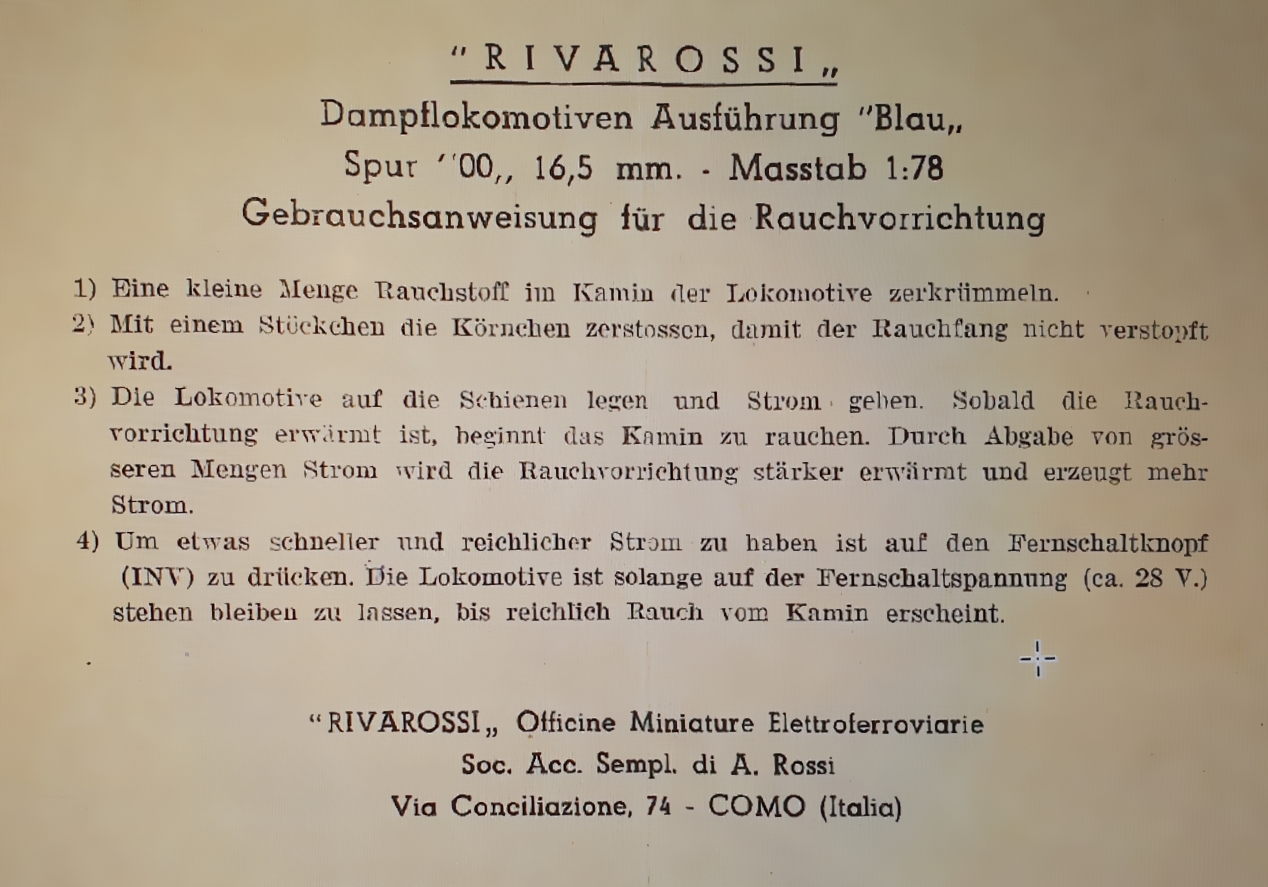 "RIVAROSSI„
Dampflokomotiven Ausführung "Blau„
Spur "00„ 16,5 mm. - Masstab 1:78
Gebrauchsanweisung für die Rauchvorrichtung
1) Eine kleine Menge Rauchstoff im Kamin der Lokomotive zerkrümmeln.
2) Mit einem Stöckchen die Körnchen zerstossen, damit der Rauchfang nicht verstopft
wird.
3) Die Lokomotive auf die Schienen legen und Strom geben. Sobald die Rauch-
vorrichtung erwärmt ist, beginnt das Kamin zu rauchen. Durch Abgabe von grös-
seren Mengen Strom wird die Rauchvorrichtung stärker erwärmt und erzeugt mehr
Strom.
4) Um etwas schneller und reichlicher Strom zu haben ist auf den Fernschaltknopf
(INV) zu drücken. Die Lokomotive ist solange auf der Fernschaltspannung (ca. 28 V.)
stehen bleiben zu lassen, bis reichlich Rauch vom Kamin erscheint.
"RIVAROSSI„ Officine Miniature Elettroferroviarie
Soc. Acc. Sempl. di A. Rossi
Via Conciliazione, 74 - COMO (Italia)